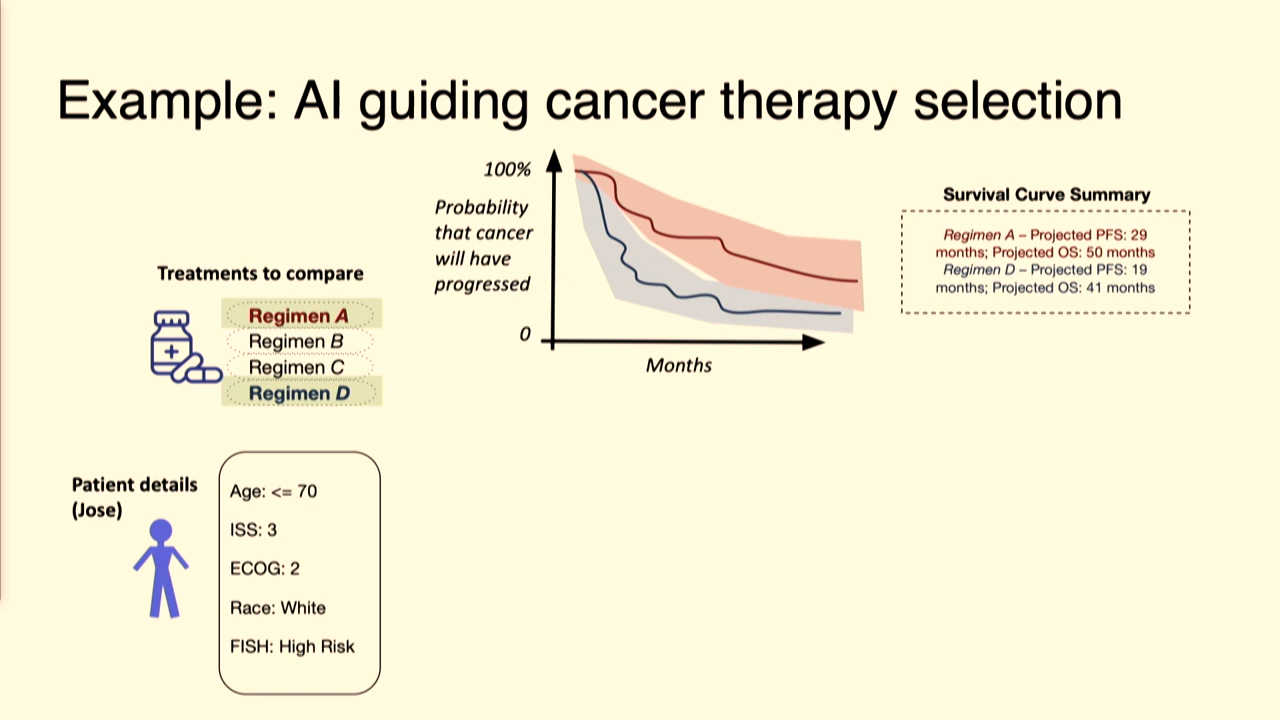 Example: AI guiding cancer therapy selection
100%
Probability
that cancer
will have
progressed
0
Months
Survival Curve Summary
Regimen A – Projected PFS: 29
months; Projected OS: 50 months
Regimen D – Projected PFS: 19
months; Projected OS: 41 months
Treatments to compare
Regimen A
Regimen B
Regimen C
Regimen D
Patient details
(Jose)
Age: <= 70
ISS: 3
ECOG: 2
Race: White
FISH: High Risk